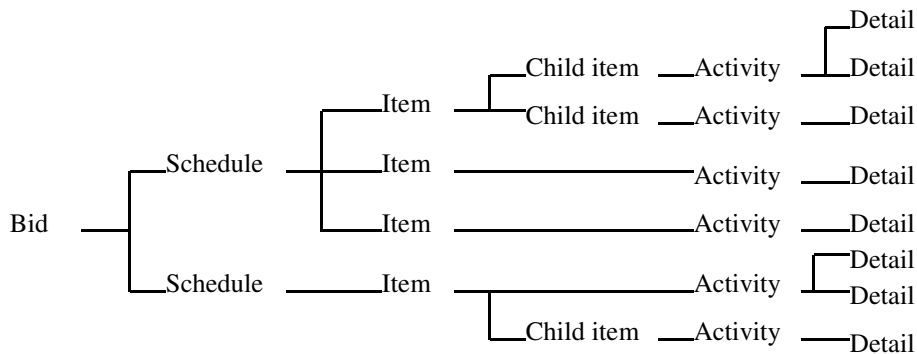 Detail
Child item Activity Detail
Item Child item Activity Detail
Schedule Item Activity Detail
Bid Item Activity Detail
Detail
Schedule Item Activity Detail
Child item Activity Detail